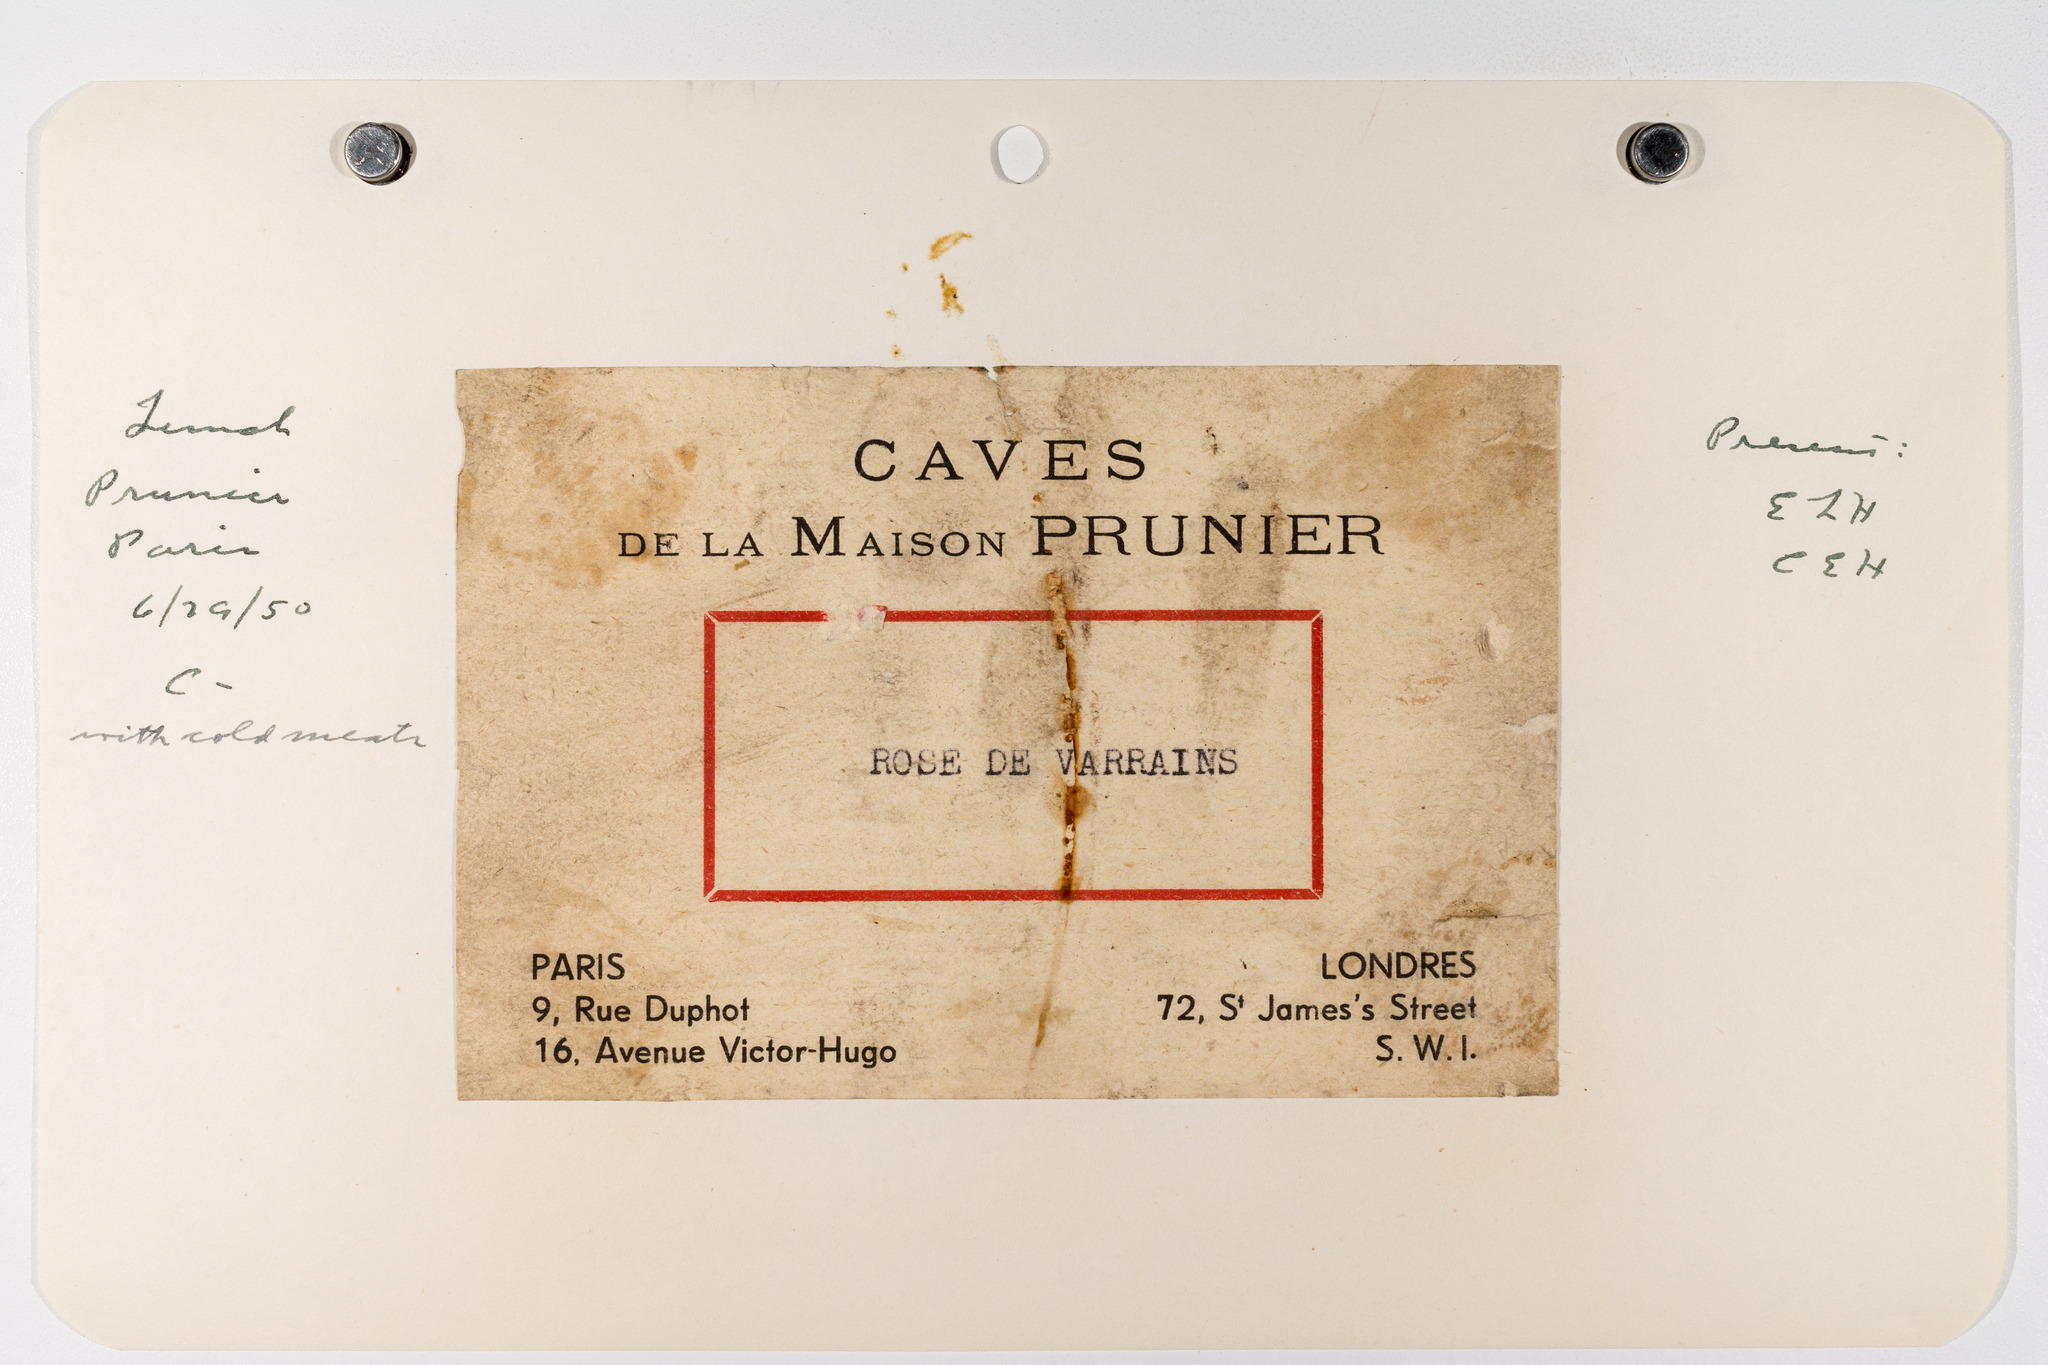 Lunch
Prunier
Paris
6/29/50
C-
with cold meats
CAVES
DE LA MAISON PRUNIER
ROSE DE VARRAINS
PARIS
9, Rue Duphot
16, Avenue Victor-Hugo
LONDRES
72, St James's Street
S. W. I.
Present:
ELH
CEH